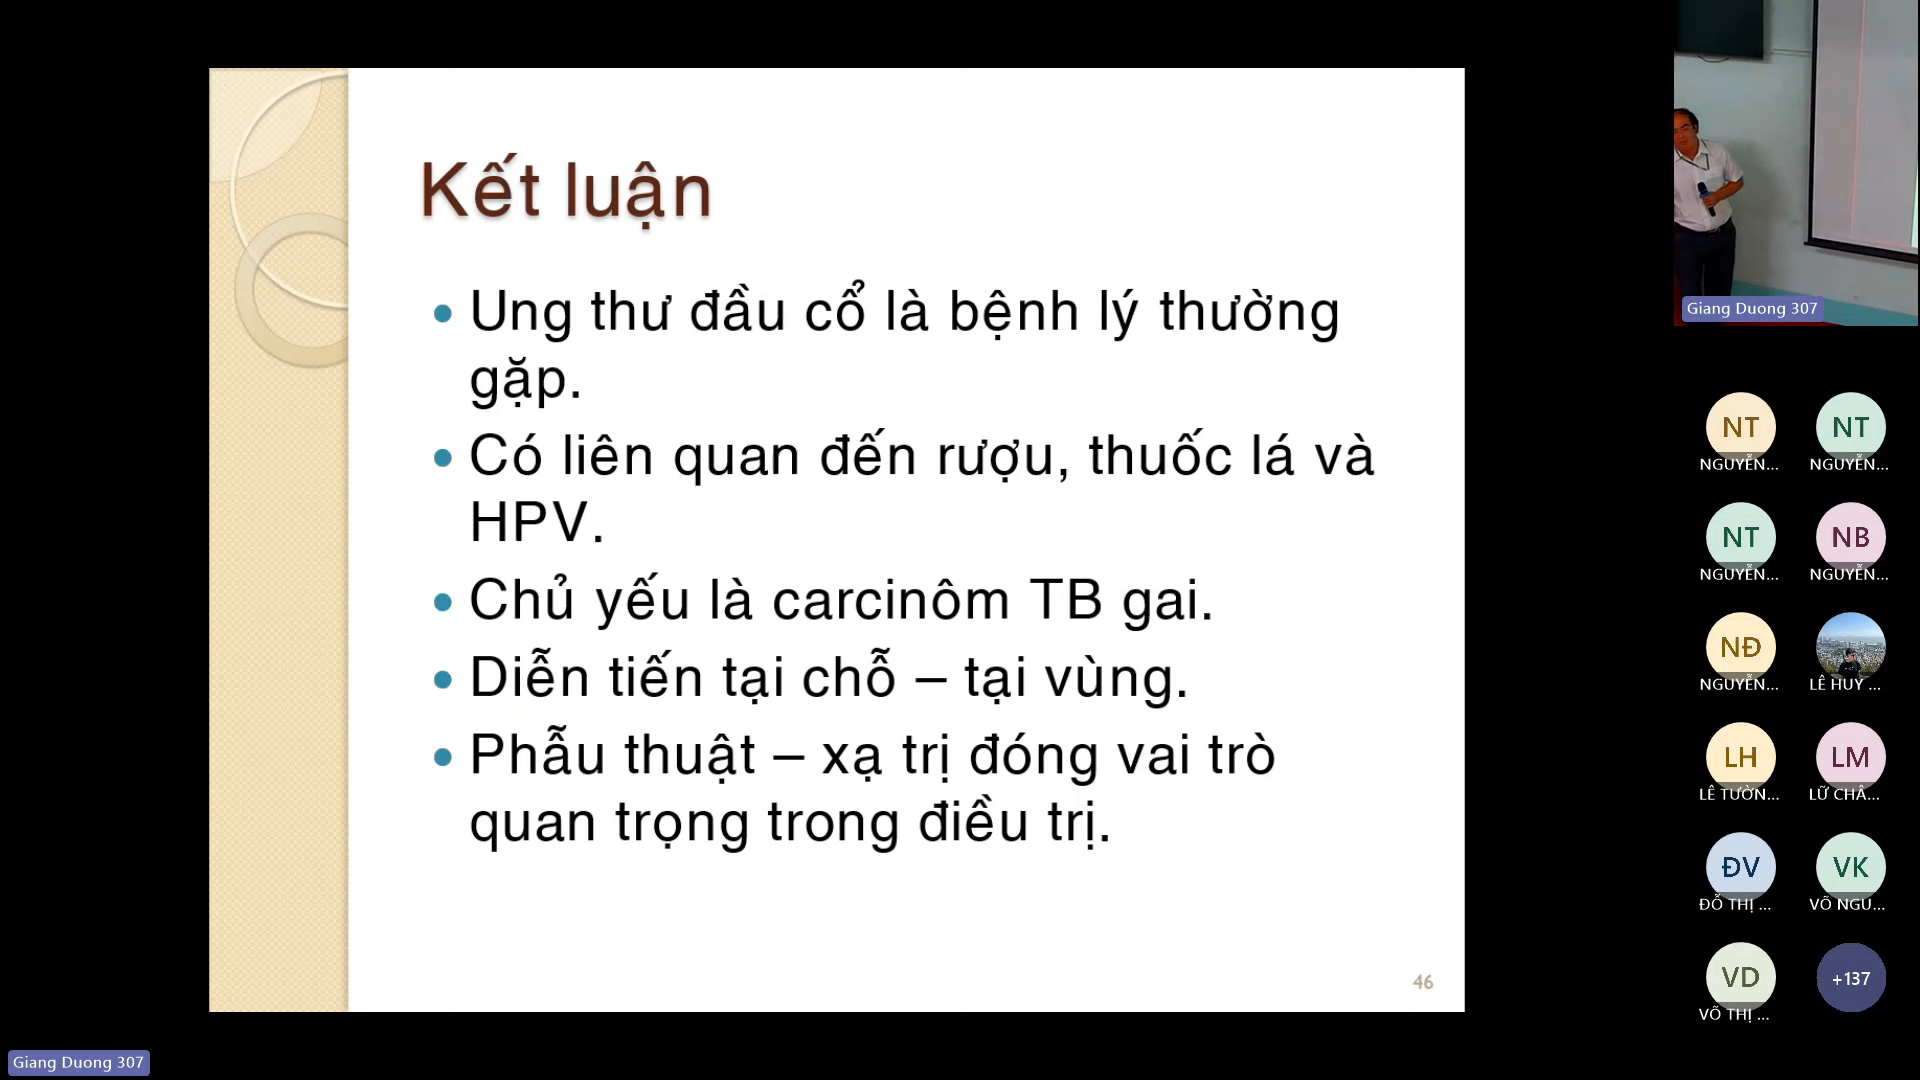 Kết luận
• Ung thư đầu cổ là bệnh lý thường
gặp.
• Có liên quan đến rượu, thuốc lá và
HPV.
• Chủ yếu là carcinôm TB gai.
• Diễn tiến tại chỗ – tại vùng.
• Phẫu thuật – xạ trị đóng vai trò
quan trọng trong điều trị.
46
Giang Duong 307
Giang Duong 307
NT
NT
NGUYỄN...
NGUYỄN...
NT
NB
NGUYỄN...
NGUYỄN...
NĐ
NGUYỄN...
LÊ HUY ...
LH
LM
LÊ TƯỜN...
LỮ CHÂ...
ĐV
VK
ĐỖ THỊ ...
VÕ NGU...
VD
+137
VÕ THỊ ...